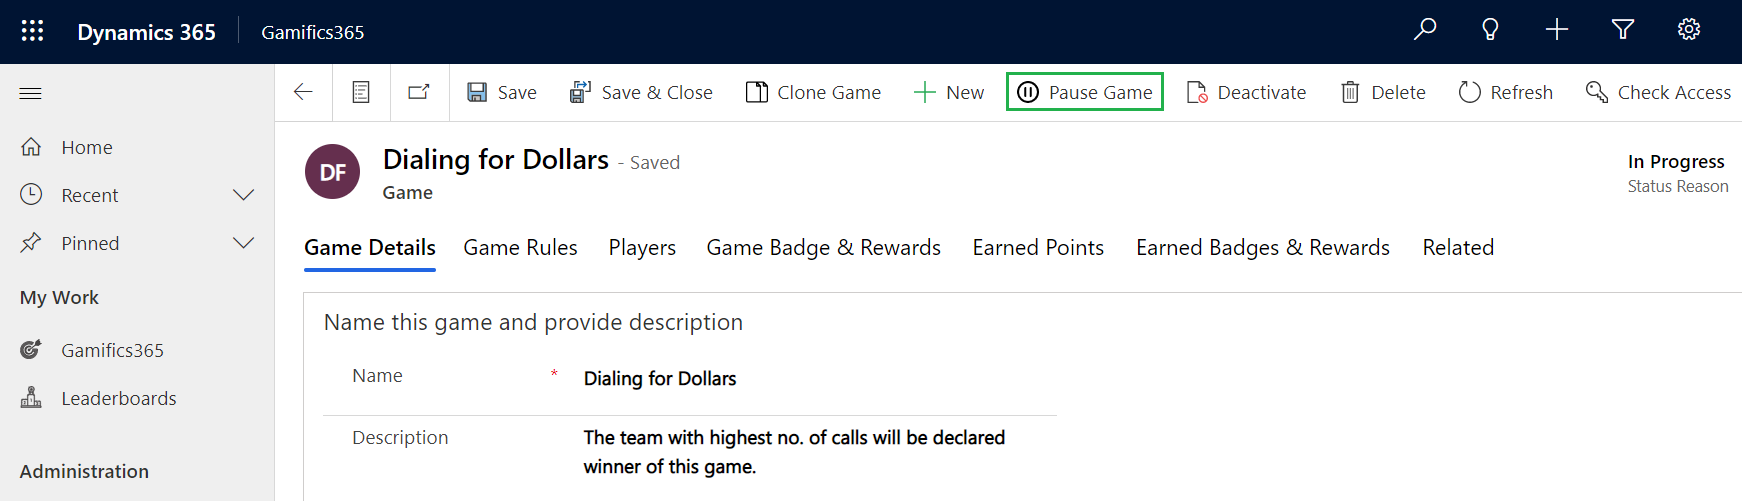 Dynamics 365 Gamifics365
Save Save & Close Clone Game New Pause Game Deactivate Delete Refresh Check Access
Home
Recent
Pinned
My Work
Gamifics365
Leaderboards
Administration
DF
Dialing for Dollars - Saved
Game
In Progress
Status Reason
Game Details Game Rules Players Game Badge & Rewards Earned Points Earned Badges & Rewards Related
Name this game and provide description
Name * Dialing for Dollars
Description The team with highest no. of calls will be declared
winner of this game.